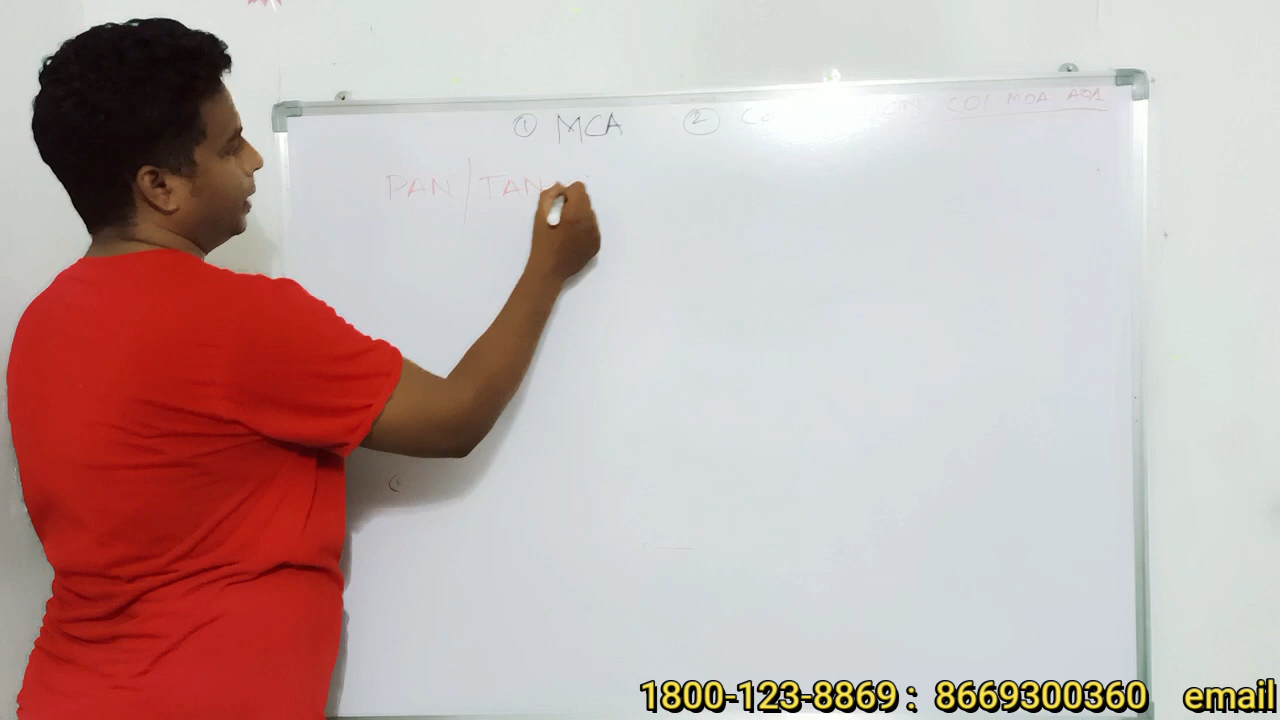 ① MCA ② COI MOA AOA
PAN | TAN
1800-123-8869 : 8669300360 email